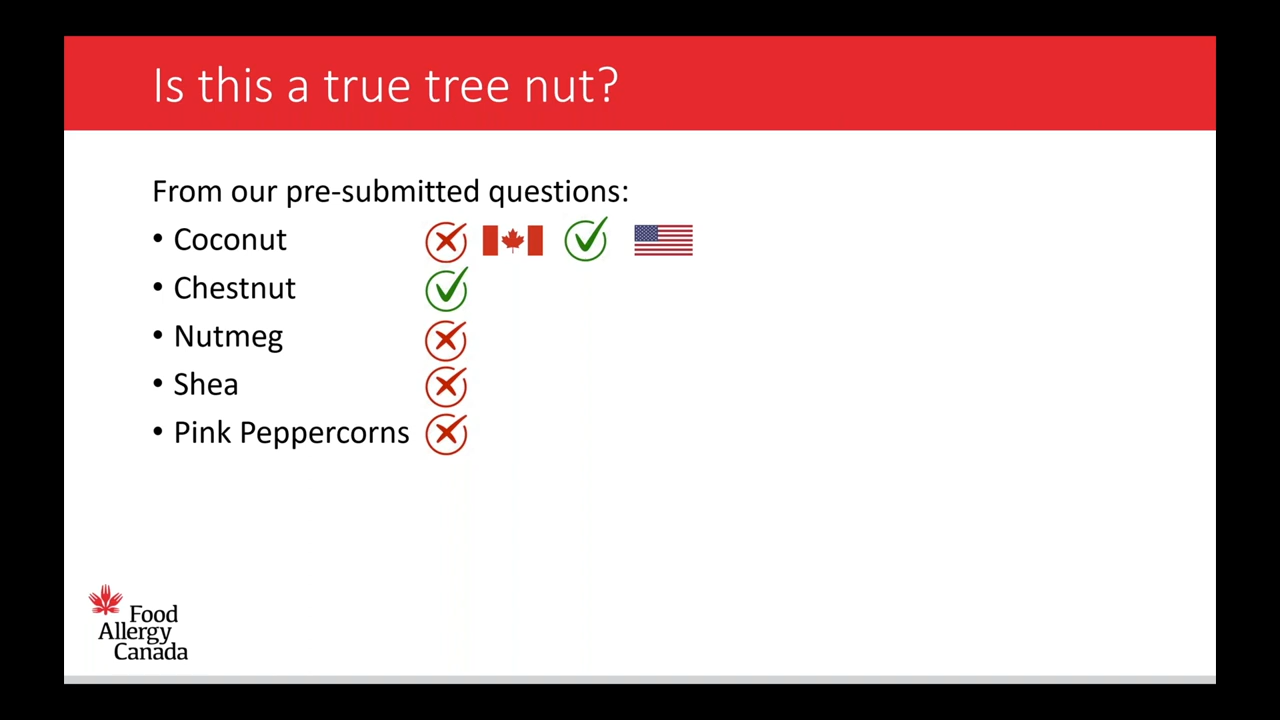 Is this a true tree nut?
From our pre-submitted questions:
• Coconut
• Chestnut
• Nutmeg
• Shea
• Pink Peppercorns
Food
Allergy
Canada